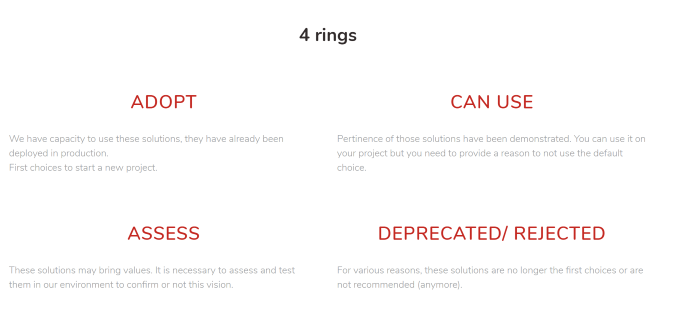 4 rings
ADOPT
We have capacity to use these solutions, they have already been
deployed in production.
First choices to start a new project.
CAN USE
Pertinence of those solutions have been demonstrated. You can use it on
your project but you need to provide a reason to not use the default
choice.
ASSESS
These solutions may bring values. It is necessary to assess and test
them in our environment to confirm or not this vision.
DEPRECATED/ REJECTED
For various reasons, these solutions are no longer the first choices or are
not recommended (anymore).